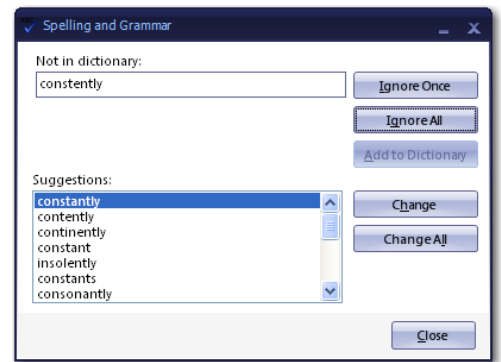 Spelling and Grammar
Not in dictionary:
constently
Ignore Once
Ignore All
Add to Dictionary
Suggestions:
constantly
contently
continently
constant
insolently
constants
consonantly
Change
Change All
Close